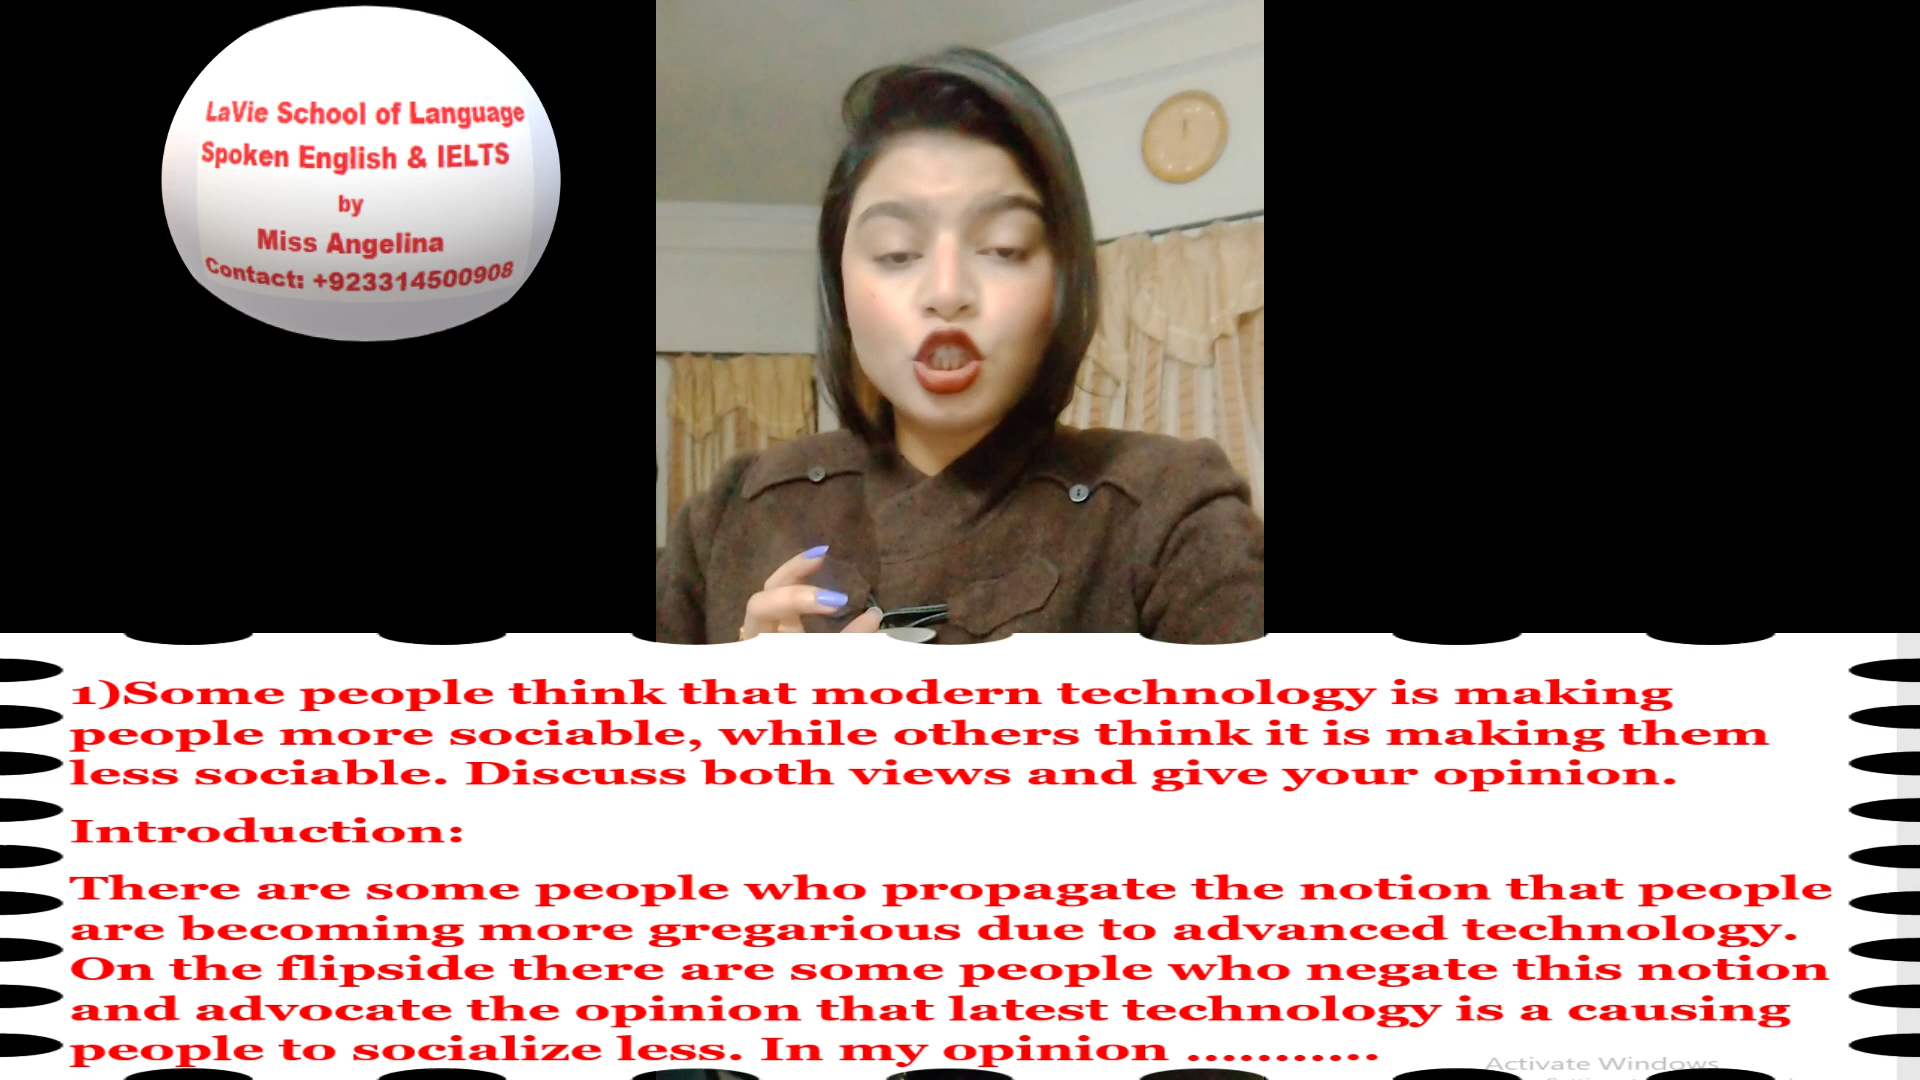 LaVie School of Language
Spoken English & IELTS
by
Miss Angelina
Contact: +923314500908
1)Some people think that modern technology is making
people more sociable, while others think it is making them
less sociable. Discuss both views and give your opinion.
Introduction:
There are some people who propagate the notion that people
are becoming more gregarious due to advanced technology.
On the flipside there are some people who negate this notion
and advocate the opinion that latest technology is a causing
people to socialize less. In my opinion ...........
Activate Windows